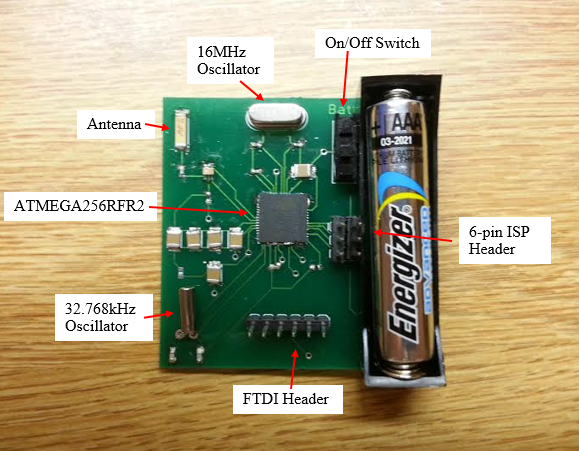 On/Off Switch
16MHz
Oscillator
Antenna
ATMEGA256RFR2
32.768kHz
Oscillator
FTDI Header
6-pin ISP
Header
Bat
+ AAA
03-2021
Energizer
advanced